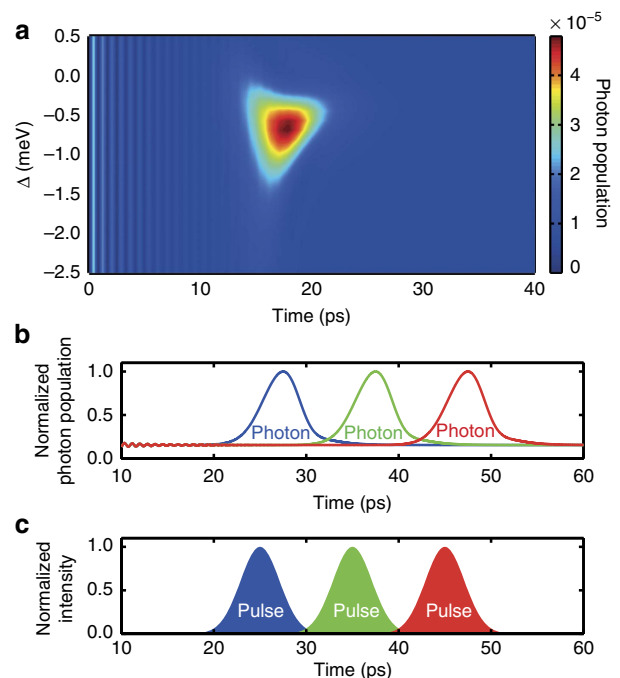 a
× 10⁻⁵
0.5
0.0
−0.5
−1.0
−1.5
−2.0
−2.5
Δ (meV)
0
10
20
30
40
Time (ps)
4
3
2
1
0
Photon population
b
Normalized
photon population
1.0
0.5
0.0
Photon
Photon
Photon
10
20
30
40
50
60
Time (ps)
c
Normalized
intensity
1.0
0.5
0.0
Pulse
Pulse
Pulse
10
20
30
40
50
60
Time (ps)